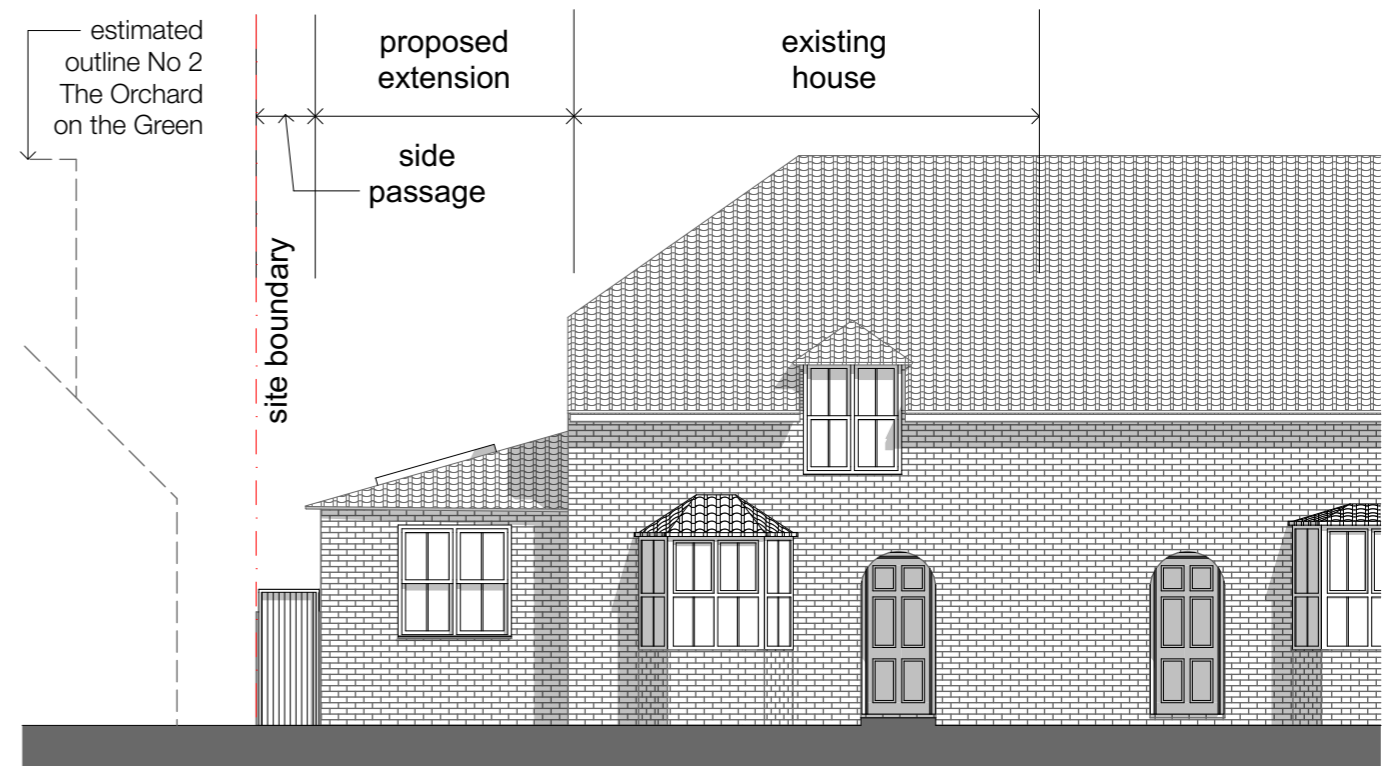 estimated
outline No 2
The Orchard
on the Green
proposed
extension
existing
house
side
passage
site boundary